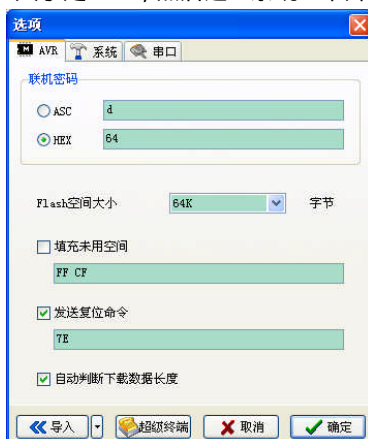 选项
AVR 系统 串口
联机密码
ASC d
HEX 64
Flash空间大小 64K 字节
填充未用空间
FF CF
发送复位命令
7E
自动判断下载数据长度
导入 超级终端 取消 确定